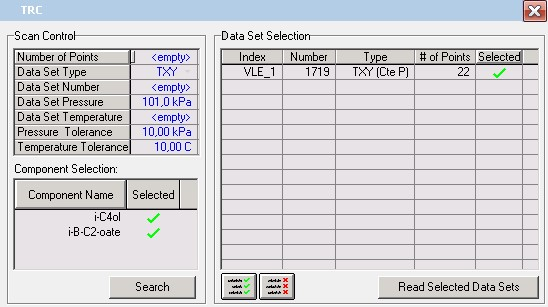 TRC
Scan Control
Number of Points <empty>
Data Set Type TXY
Data Set Number <empty>
Data Set Pressure 101,0 kPa
Data Set Temperature <empty>
Pressure Tolerance 10,00 kPa
Temperature Tolerance 10,00 C
Component Selection:
Component Name Selected
i-C4ol
i-B-C2-oate
Search
Data Set Selection
Index Number Type # of Points Selected
VLE_1 1719 TXY (Cte P) 22
Read Selected Data Sets